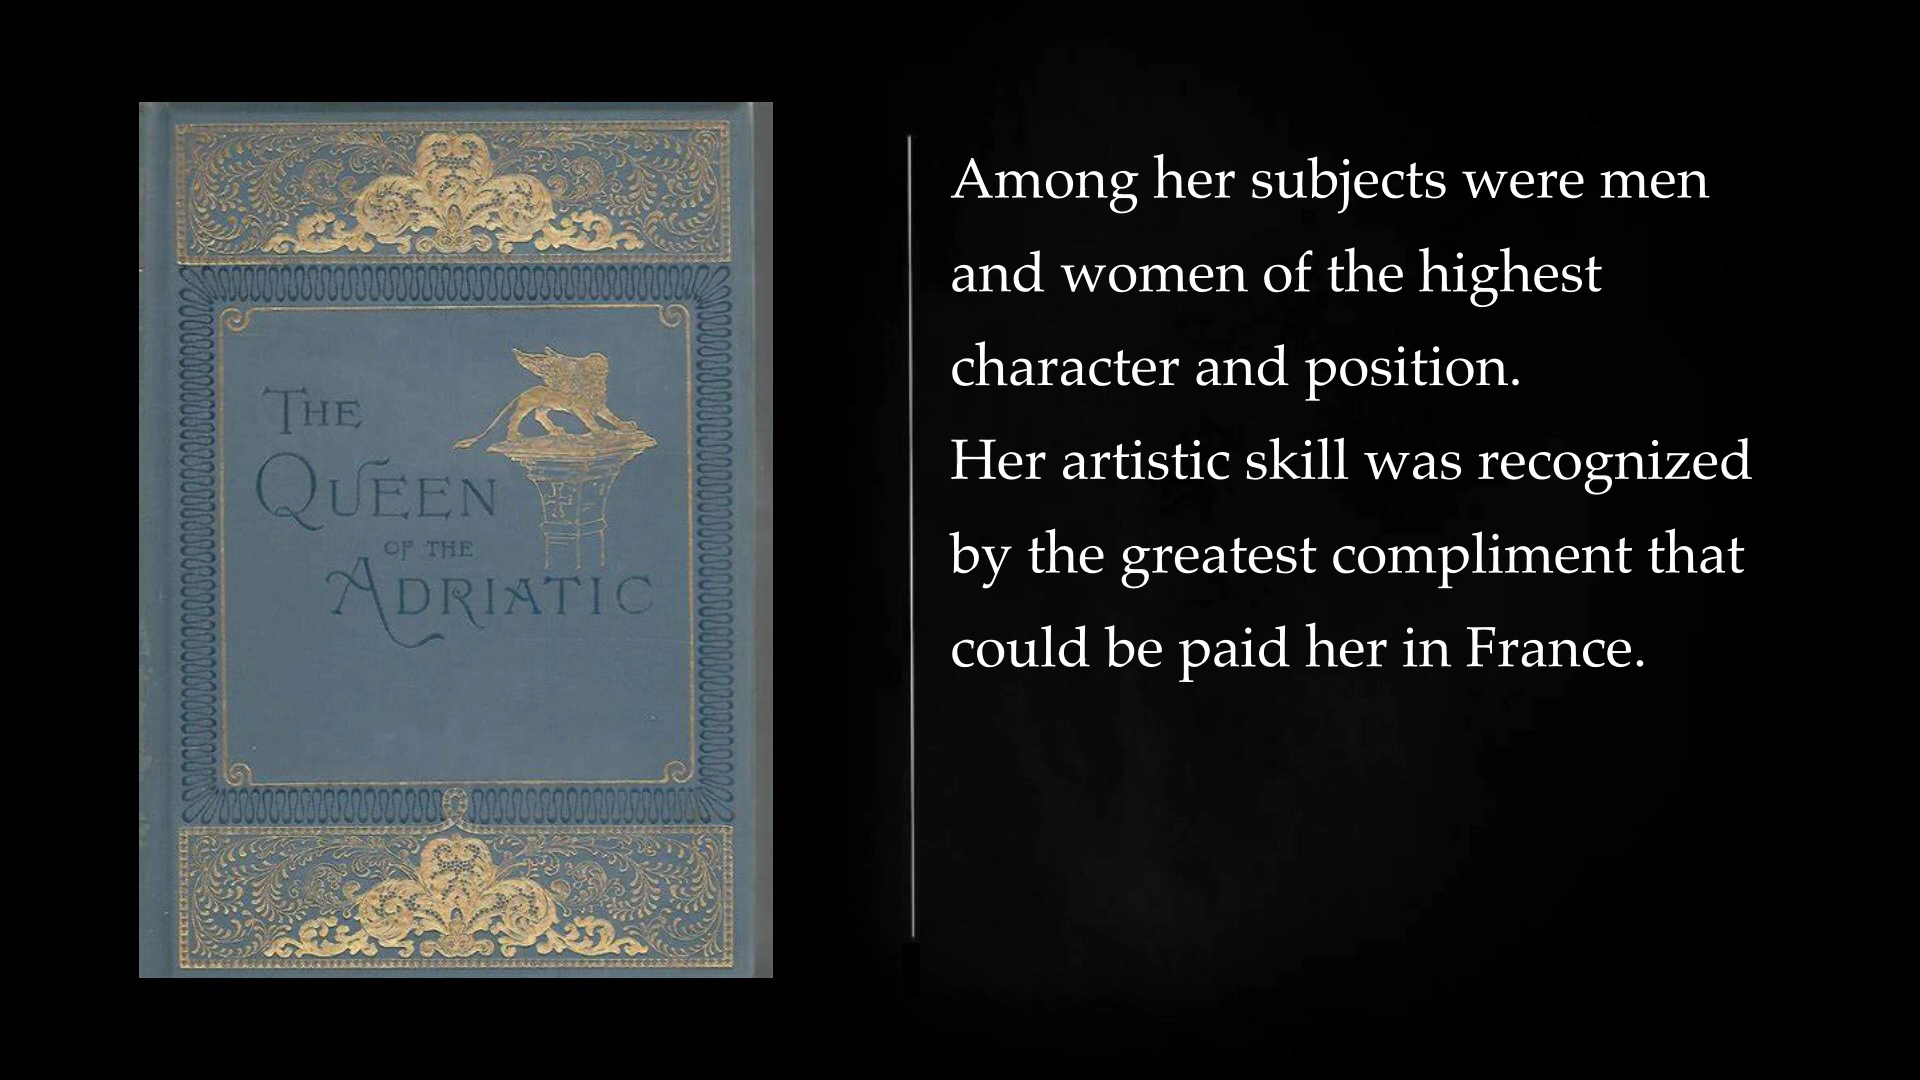 THE
QUEEN
OF THE
ADRIATIC
Among her subjects were men
and women of the highest
character and position.
Her artistic skill was recognized
by the greatest compliment that
could be paid her in France.